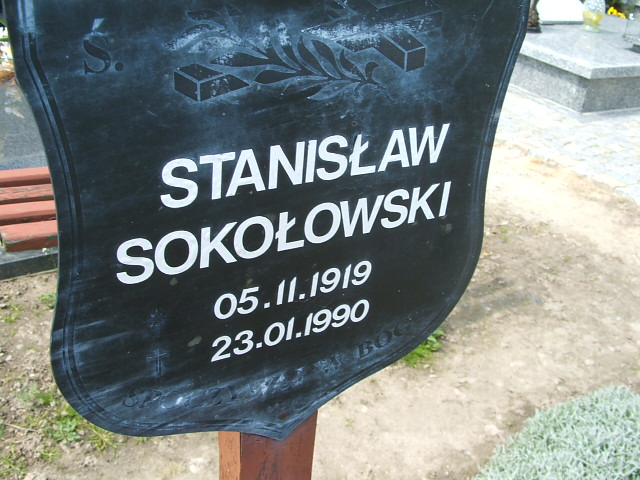 Ś.
STANISŁAW
SOKOŁOWSKI
05.11.1919
23.01.1990